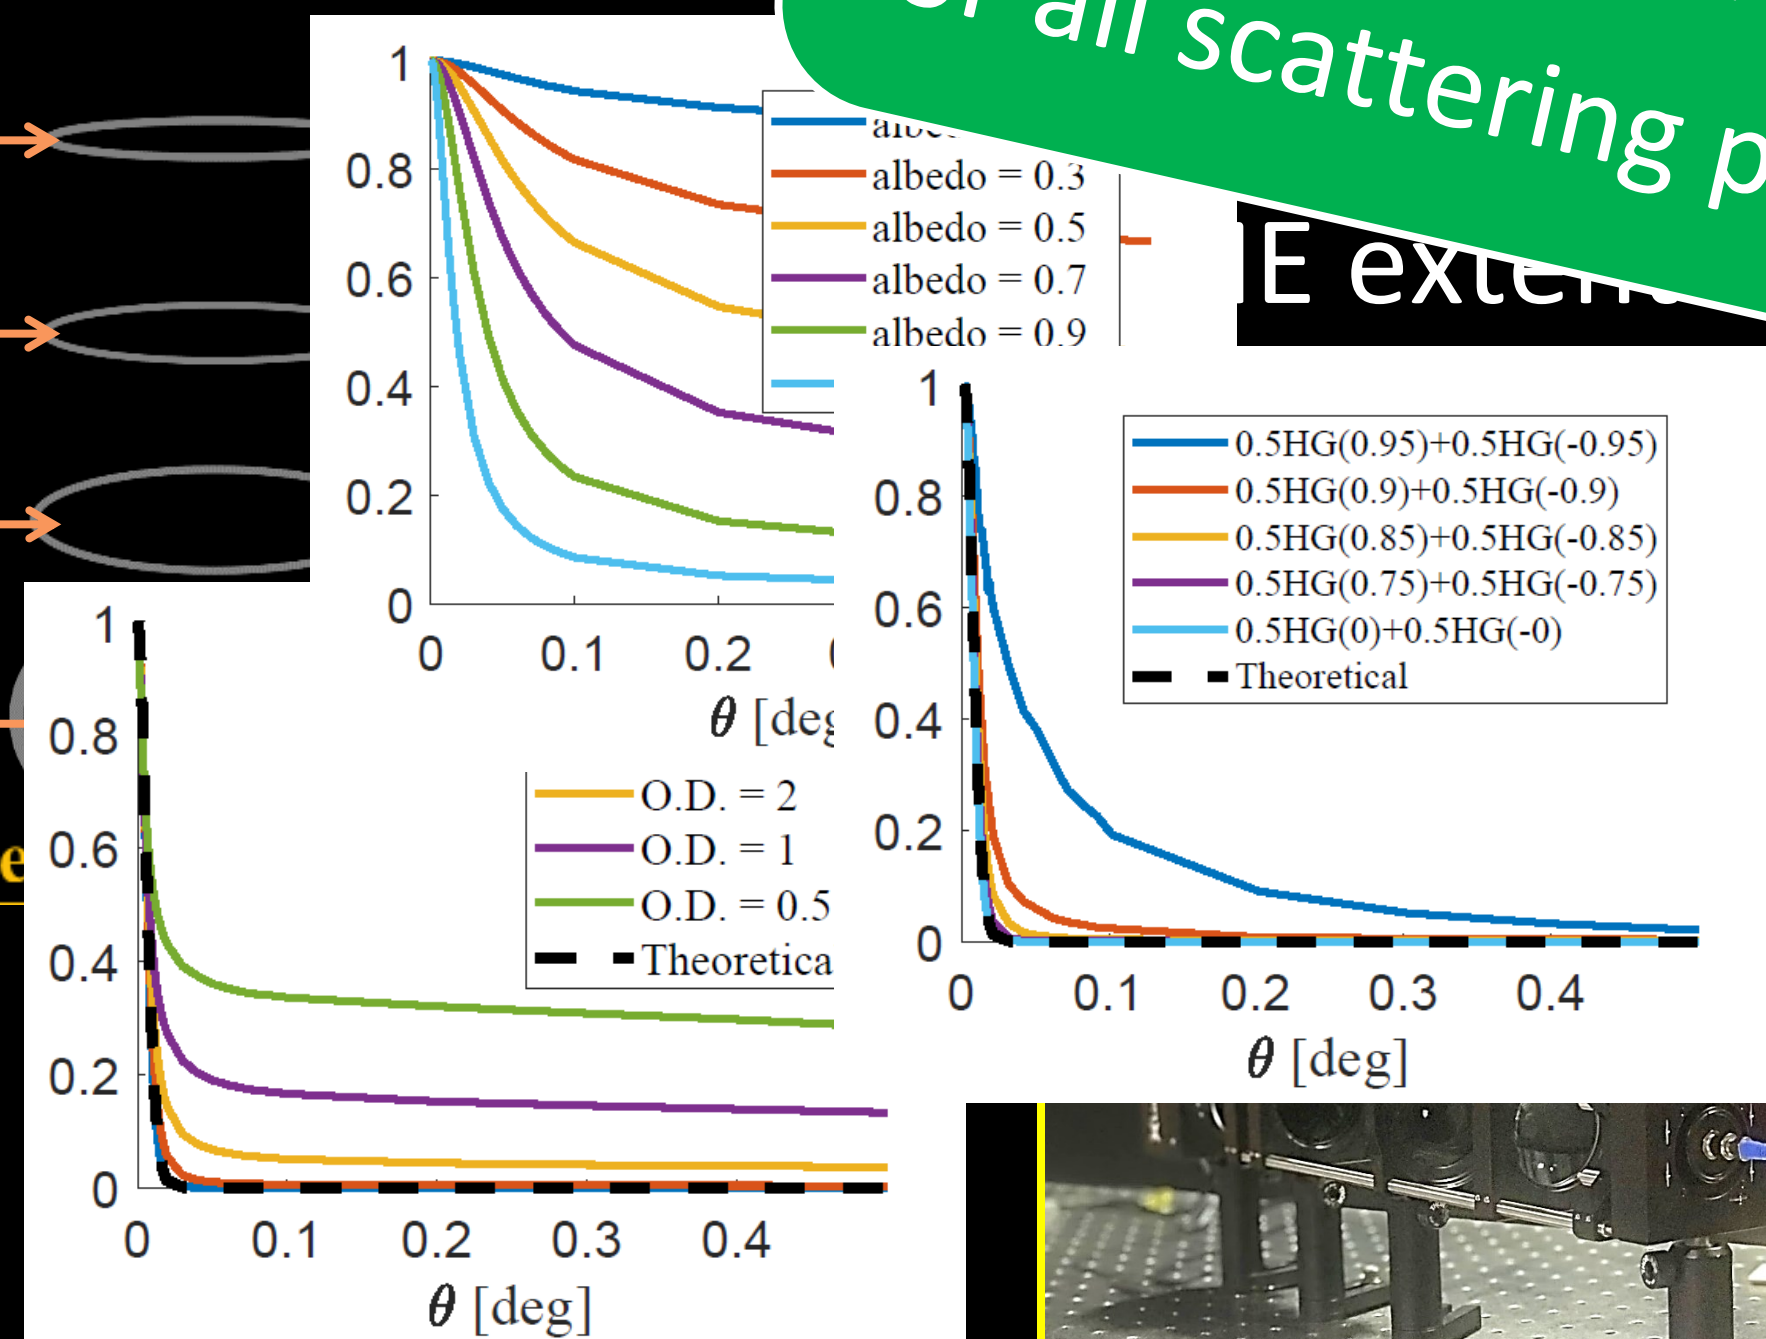 all scattering
1
0.8
0.6
0.4
0.2
0
0
0.1
0.2
albedo = 0.3
albedo = 0.5
albedo = 0.7
albedo = 0.9
θ [deg
1
0.8
0.6
0.4
0.2
0
0
0.1
0.2
0.3
0.4
0.5HG(0.95)+0.5HG(-0.95)
0.5HG(0.9)+0.5HG(-0.9)
0.5HG(0.85)+0.5HG(-0.85)
0.5HG(0.75)+0.5HG(-0.75)
0.5HG(0)+0.5HG(-0)
Theoretical
θ [deg]
1
0.8
0.6
0.4
0.2
0
0
0.1
0.2
0.3
0.4
O.D. = 2
O.D. = 1
O.D. = 0.5
Theoretica
θ [deg]